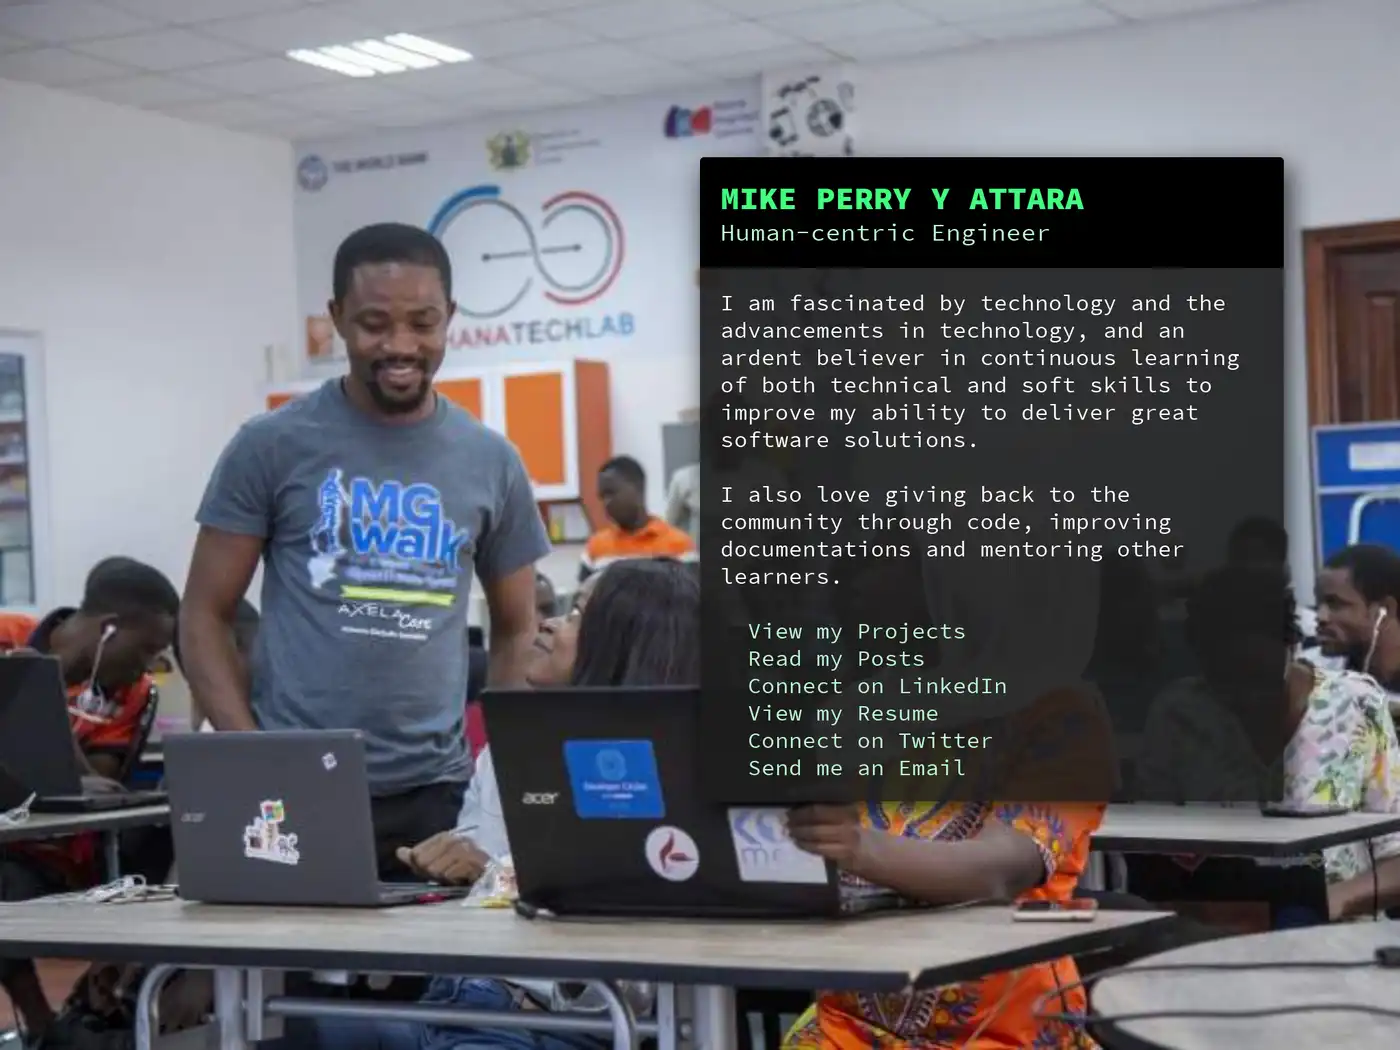 THE WORLD BANK
HANATECHLAB
MIKE PERRY Y ATTARA
Human-centric Engineer
I am fascinated by technology and the
advancements in technology, and an
ardent believer in continuous learning
of both technical and soft skills to
improve my ability to deliver great
software solutions.
I also love giving back to the
community through code, improving
documentations and mentoring other
learners.
View my Projects
Read my Posts
Connect on LinkedIn
View my Resume
Connect on Twitter
Send me an Email
MG
walk
AXELA Care
acer
acer